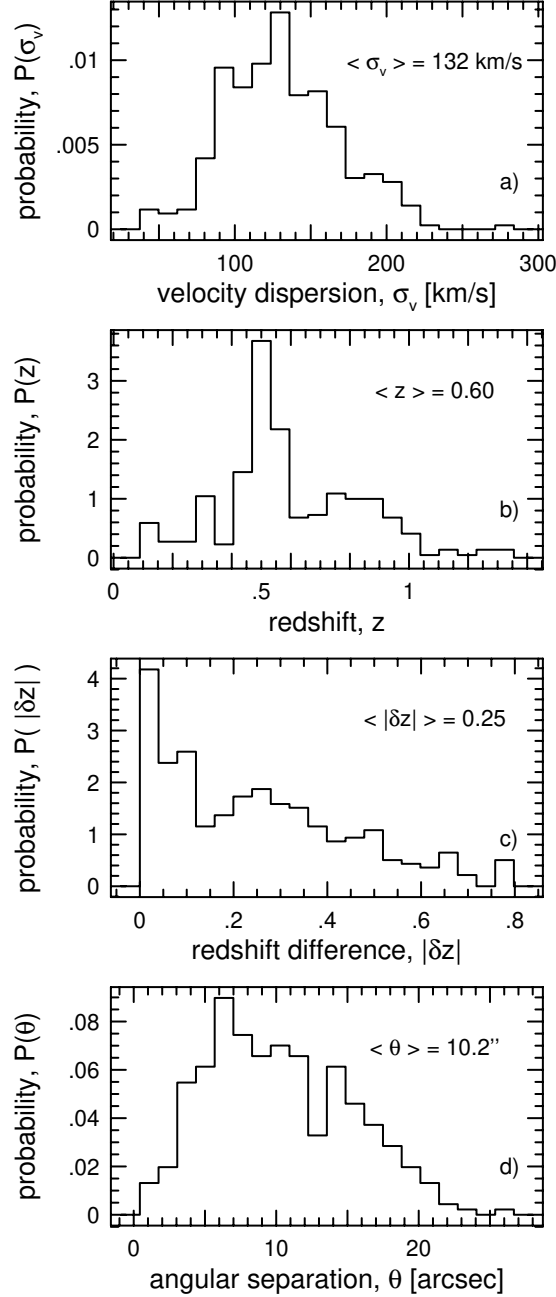 probability, P(σᵥ)
.01
.005
0
< σᵥ > = 132 km/s
a)
100 200 300
velocity dispersion, σᵥ [km/s]
probability, P(z)
3
2
1
0
< z > = 0.60
b)
0 .5 1
redshift, z
probability, P( |δz| )
4
3
2
1
0
< |δz| > = 0.25
c)
0 .2 .4 .6 .8
redshift difference, |δz|
probability, P(θ)
.08
.06
.04
.02
0
< θ > = 10.2''
d)
0 10 20
angular separation, θ [arcsec]